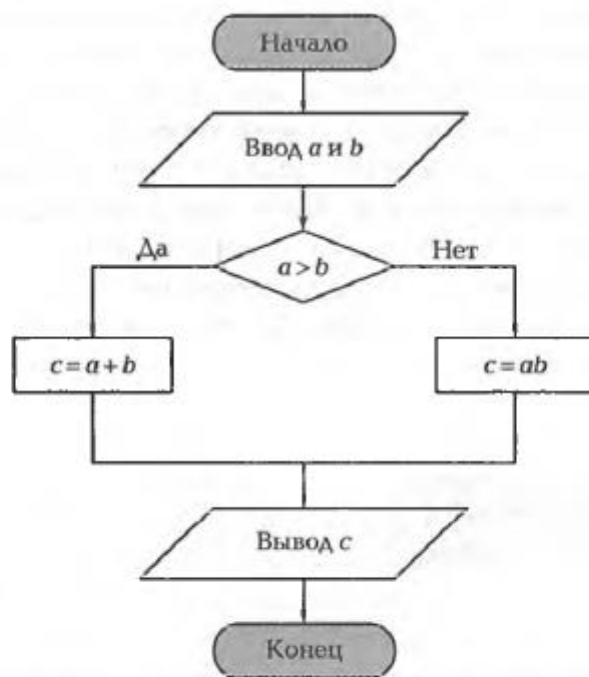 Начало
Ввод a и b
Да
a > b
Нет
c = a + b
c = ab
Вывод c
Конец